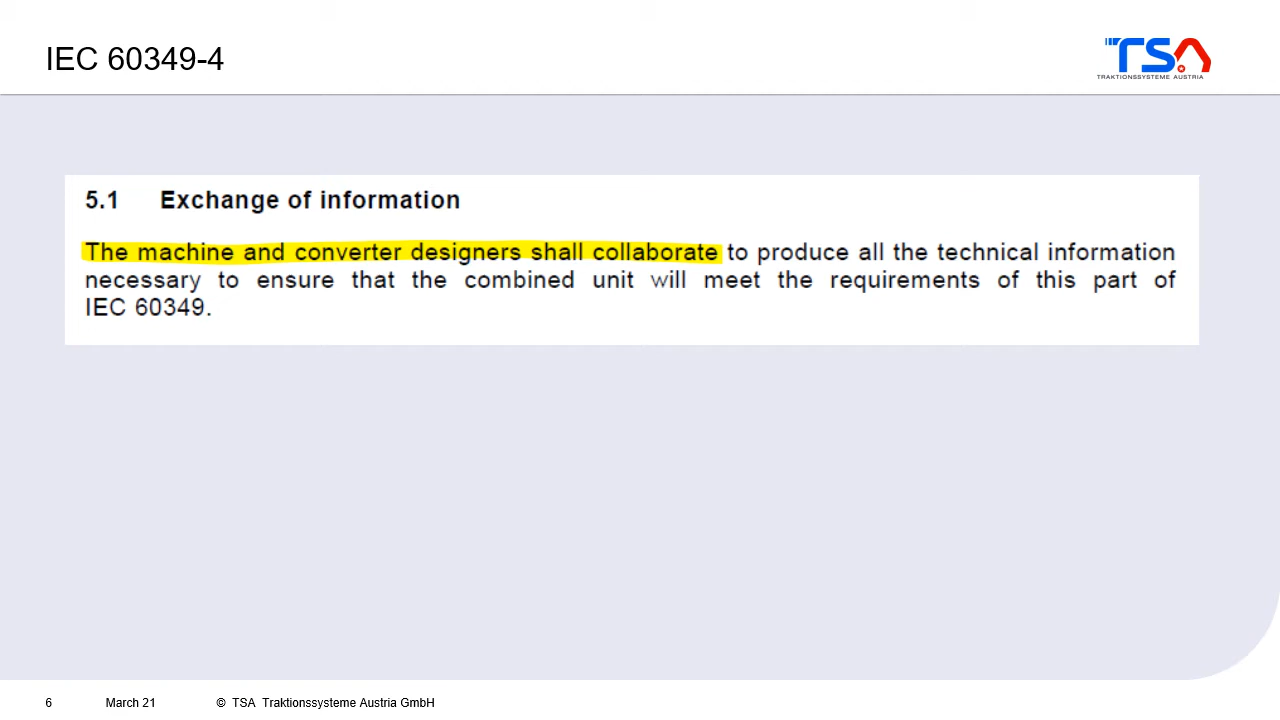 IEC 60349-4
TSA
TRAKTIONSSYSTEME AUSTRIA
5.1 Exchange of information
The machine and converter designers shall collaborate to produce all the technical information
necessary to ensure that the combined unit will meet the requirements of this part of
IEC 60349.
6 March 21 © TSA Traktionssysteme Austria GmbH